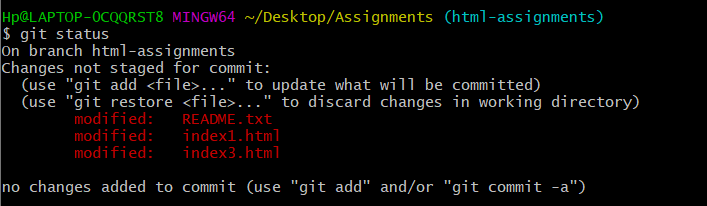 Hp@LAPTOP-OCQQRST8 MINGW64 ~/Desktop/Assignments (html-assignments)
$ git status
On branch html-assignments
Changes not staged for commit:
  (use "git add <file>..." to update what will be committed)
  (use "git restore <file>..." to discard changes in working directory)
        modified:   README.txt
        modified:   index1.html
        modified:   index3.html

no changes added to commit (use "git add" and/or "git commit -a")